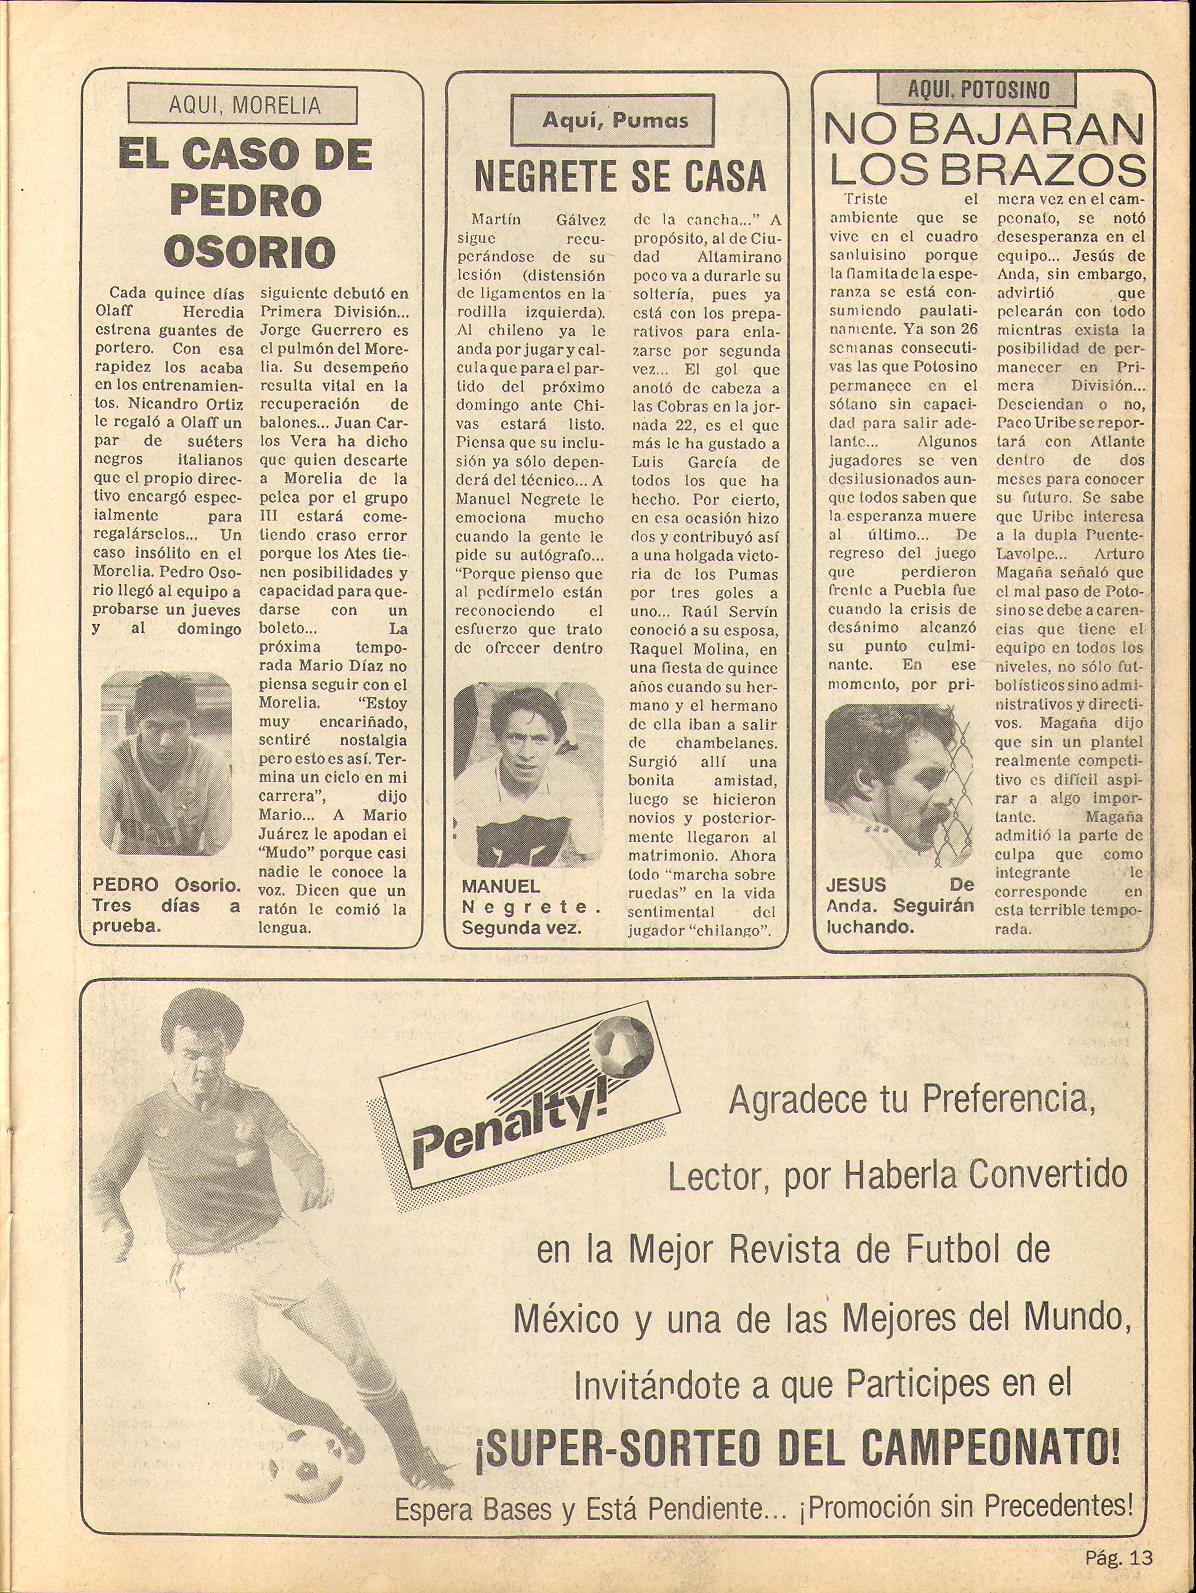 AQUI, MORELIA
EL CASO DE
PEDRO
OSORIO
Cada quince días
Olaff Heredia
estrena guantes de
portero. Con esa
rapidez los acaba
en los entrenamien-
tos. Nicandro Ortiz
le regaló a Olaff un
par de suéters
negros italianos
que el propio direc-
tivo encargó espec-
ialmente para
regalárselos... Un
caso insólito en el
Morelia. Pedro Oso-
rio llegó al equipo a
probarse un jueves
y al domingo
PEDRO Osorio.
Tres días a
prueba.
siguiente debutó en
Primera División...
Jorge Guerrero es
el pulmón del More-
lia. Su desempeño
resulta vital en la
recuperación de
balones... Juan Car-
los Vera ha dicho
que quien descarte
a Morelia de la
pelea por el grupo
III estará come-
tiendo craso error
porque los Ates tie-
nen posibilidades y
capacidad para que-
darse con un
boleto... La
próxima tempo-
rada Mario Díaz no
piensa seguir con el
Morelia. "Estoy
muy encariñado,
sentiré nostalgia
pero esto es así. Ter-
mina un ciclo en mi
carrera", dijo
Mario... A Mario
Juárez le apodan el
"Mudo" porque casi
nadie le conoce la
voz. Dicen que un
ratón le comió la
lengua.
Aquí, Pumas
NEGRETE SE CASA
Martín Gálvez
sigue recu-
perándose de su
lesión (distensión
de ligamentos en la
rodilla izquierda).
Al chileno ya le
anda por jugar y cal-
cula que para el par-
tido del próximo
domingo ante Chi-
vas estará listo.
Piensa que su inclu-
sión ya sólo depen-
derá del técnico... A
Manuel Negrete le
emociona mucho
cuando la gente le
pide su autógrafo...
"Porque pienso que
al pedírmelo están
reconociendo el
esfuerzo que trato
de ofrecer dentro
MANUEL
Negrete.
Segunda vez.
de la cancha..." A
propósito, al de Ciu-
dad Altamirano
poco va a durarle su
soltería, pues ya
está con los prepa-
rativos para enla-
zarse por segunda
vez... El gol que
anotó de cabeza a
las Cobras en la jor-
nada 22, es el que
más le ha gustado a
Luis García de
todos los que ha
hecho. Por cierto,
en esa ocasión hizo
dos y contribuyó así
a una holgada victo-
ria de los Pumas
por tres goles a
uno... Raúl Servín
conoció a su esposa,
Raquel Molina, en
una fiesta de quince
años cuando su her-
mano y el hermano
de ella iban a salir
de chambelanes.
Surgió allí una
bonita amistad,
luego se hicieron
novios y posterior-
mente llegaron al
matrimonio. Ahora
todo "marcha sobre
ruedas" en la vida
sentimental del
jugador "chilango".
AQUI, POTOSINO
NO BAJARAN
LOS BRAZOS
Triste el
ambiente que se
vive en el cuadro
sanluisino porque
la flamita de la espe-
ranza se está con-
sumiendo paulati-
namente. Ya son 26
semanas consecuti-
vas las que Potosino
permanece en el
sótano sin capaci-
dad para salir ade-
lante... Algunos
jugadores se ven
desilusionados aun-
que todos saben que
la esperanza muere
al último... De
regreso del juego
que perdieron
frente a Puebla fue
cuando la crisis de
desánimo alcanzó
su punto culmi-
nante. En ese
momento, por pri-
JESUS De
Anda. Seguirán
luchando.
mera vez en el cam-
peonato, se notó
desesperanza en el
equipo... Jesús de
Anda, sin embargo,
advirtió que
pelearán con todo
mientras exista la
posibilidad de per-
manecer en Pri-
mera División...
Desciendan o no,
Paco Uribe se repor-
tará con Atlante
dentro de dos
meses para conocer
su futuro. Se sabe
que Uribe interesa
a la dupla Puente-
Lavolpe... Arturo
Magaña señaló que
el mal paso de Poto-
sino se debe a caren-
cias que tiene el
equipo en todos los
niveles, no sólo fut-
bolísticos sino admi-
nistrativos y directi-
vos. Magaña dijo
que sin un plantel
realmente competi-
tivo es difícil aspi-
rar a algo impor-
tante. Magaña
admitió la parte de
culpa que como
integrante le
corresponde en
esta terrible tempo-
rada.
Penalty!
Agradece tu Preferencia,
Lector, por Haberla Convertido
en la Mejor Revista de Futbol de
México y una de las Mejores del Mundo,
Invitándote a que Participes en el
¡SUPER-SORTEO DEL CAMPEONATO!
Espera Bases y Está Pendiente... ¡Promoción sin Precedentes!
Pág. 13